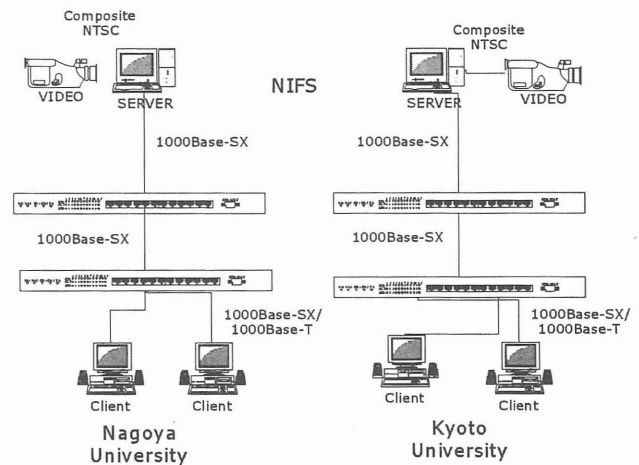 Composite
NTSC
VIDEO
SERVER
1000Base-SX
1000Base-SX
1000Base-SX/
1000Base-T
Client
Client
Nagoya
University
NIFS
Composite
NTSC
SERVER
VIDEO
1000Base-SX
1000Base-SX
1000Base-SX/
1000Base-T
Client
Client
Kyoto
University